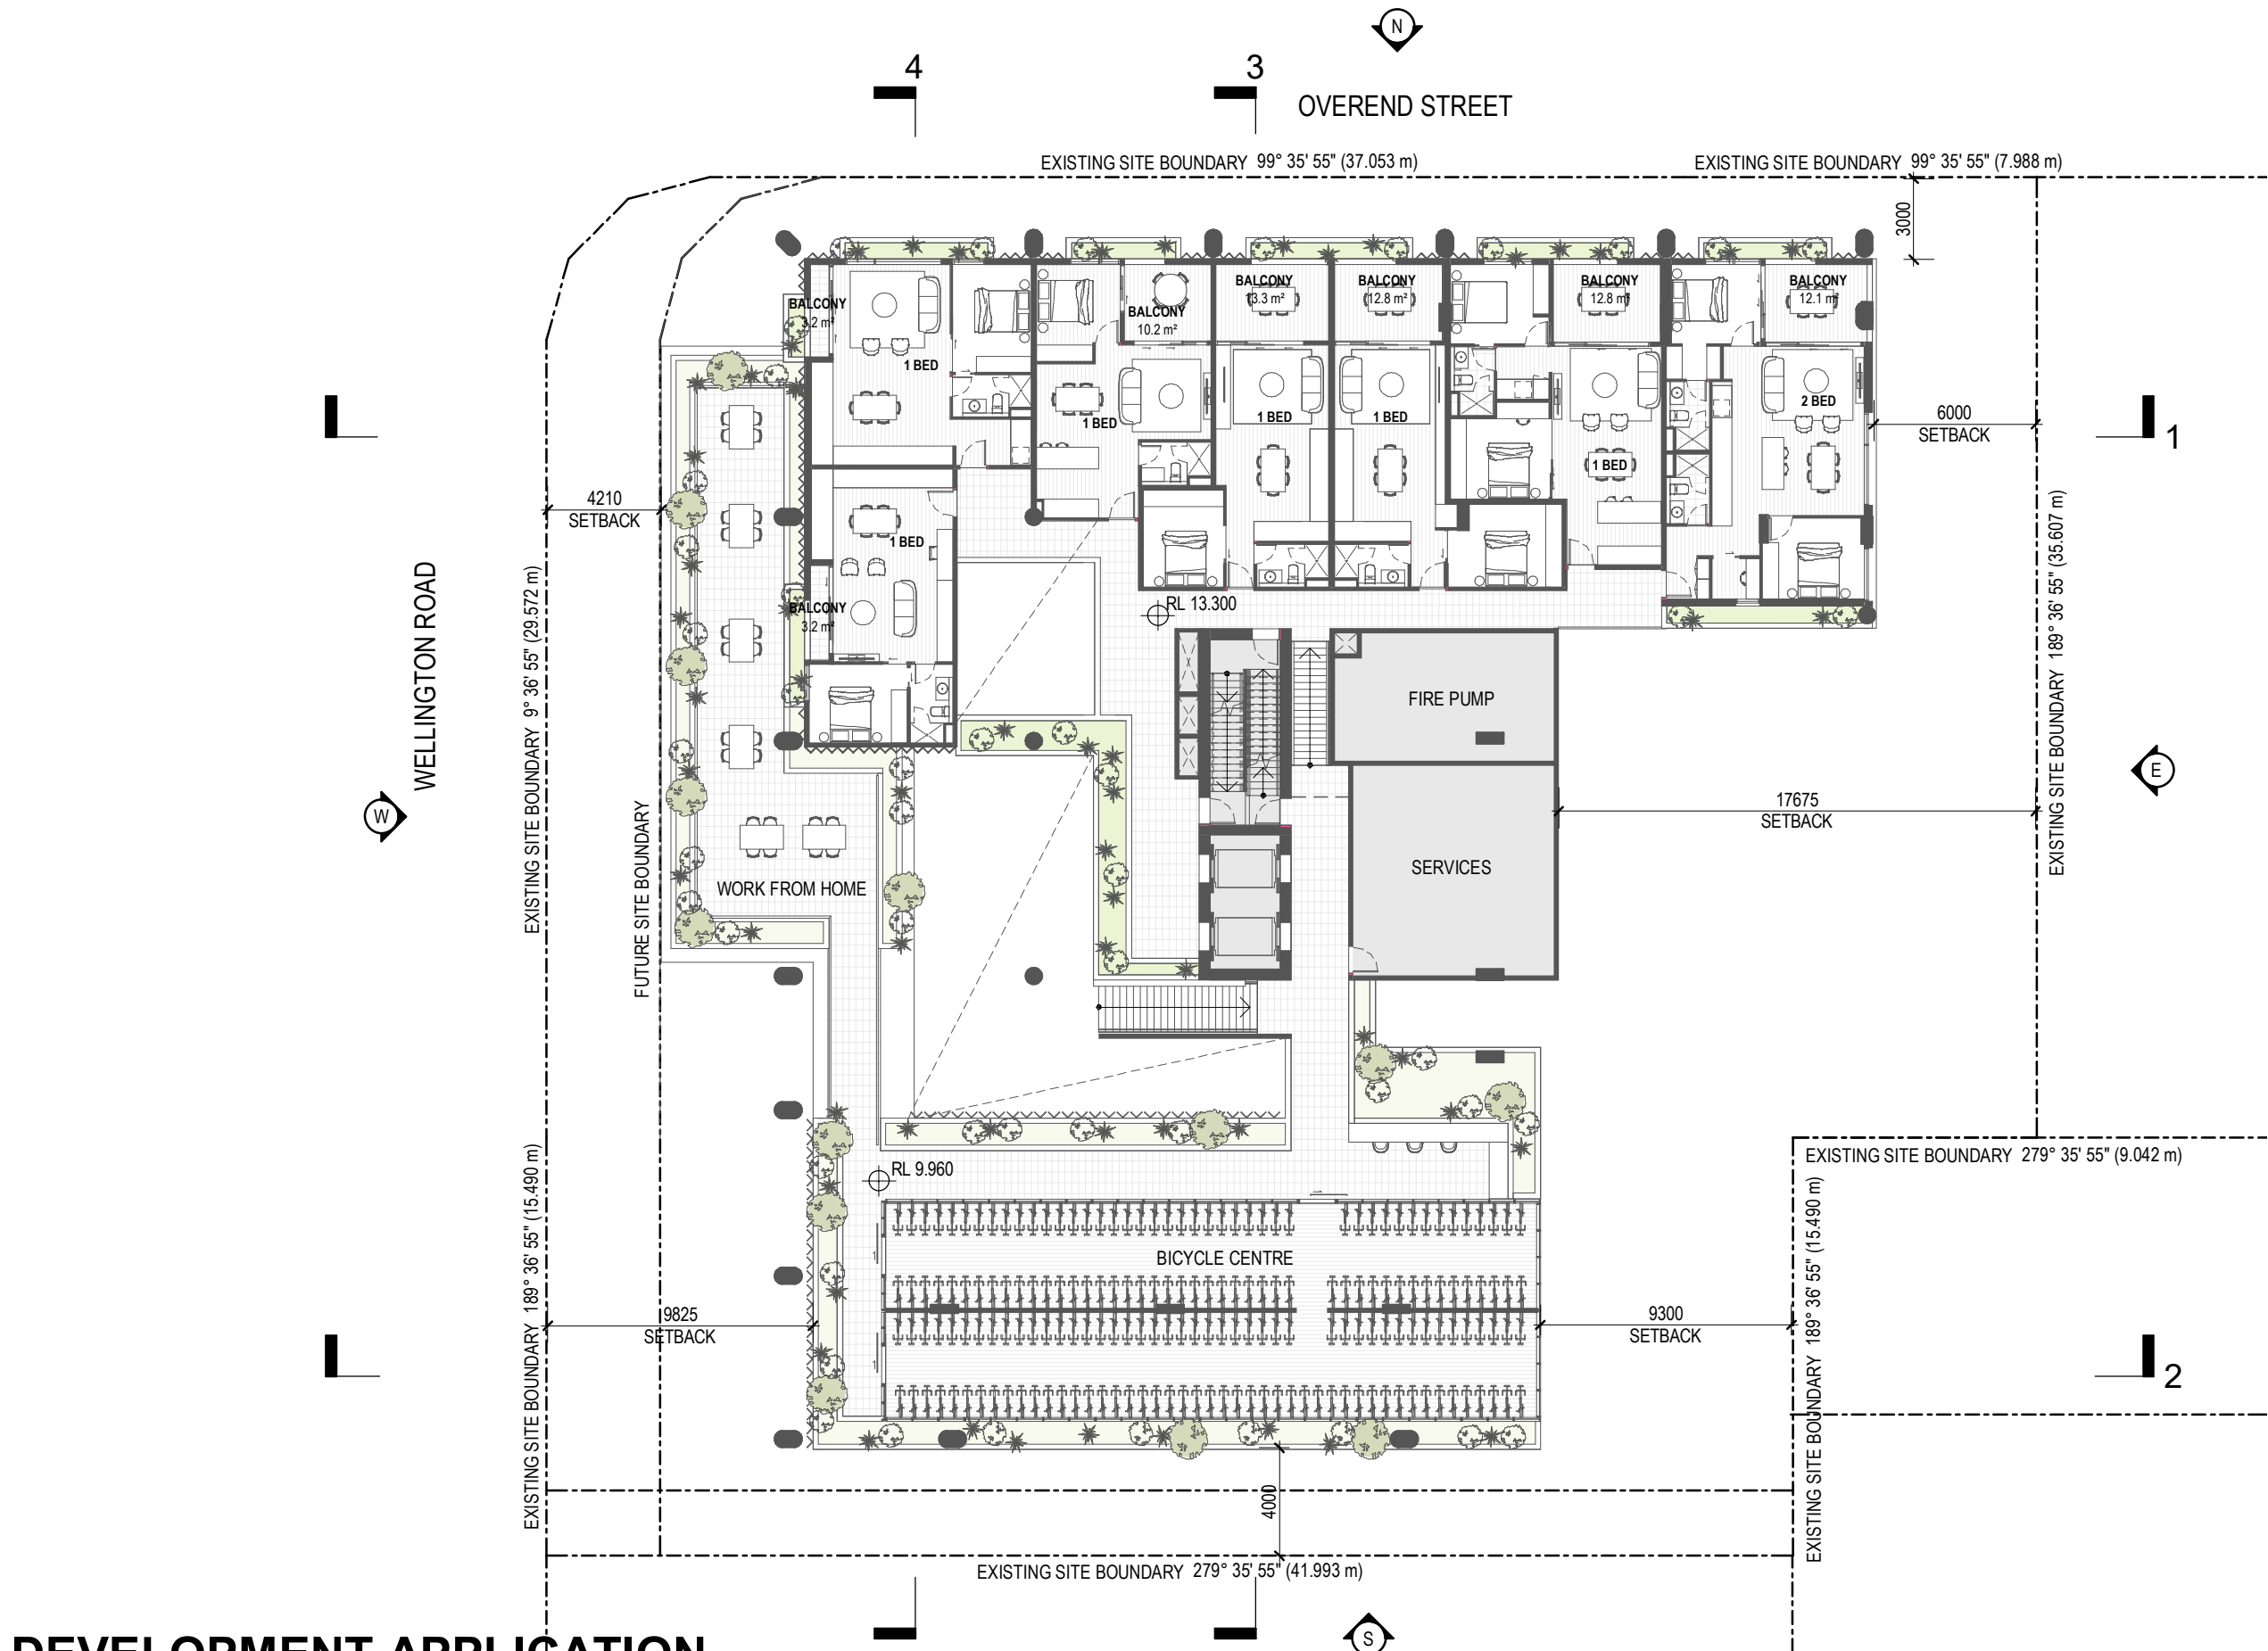 N
4
3
OVEREND STREET
EXISTING SITE BOUNDARY 99° 35' 55" (37.053 m)
EXISTING SITE BOUNDARY 99° 35' 55" (7.988 m)
3000
BALCONY
3.2 m²
1 BED
BALCONY
10.2 m²
1 BED
BALCONY
13.3 m²
1 BED
BALCONY
12.8 m²
1 BED
BALCONY
12.8 m²
1 BED
BALCONY
12.1 m²
2 BED
6000
SETBACK
1
4210
SETBACK
1 BED
BALCONY
3.2 m²
RL 13.300
WELLINGTON ROAD
EXISTING SITE BOUNDARY 9° 36' 55" (29.572 m)
EXISTING SITE BOUNDARY 189° 36' 55" (35.607 m)
FIRE PUMP
E
W
17675
SETBACK
FUTURE SITE BOUNDARY
WORK FROM HOME
SERVICES
EXISTING SITE BOUNDARY 279° 35' 55" (9.042 m)
RL 9.960
EXISTING SITE BOUNDARY 189° 36' 55" (15.490 m)
EXISTING SITE BOUNDARY 189° 36' 55" (15.490 m)
BICYCLE CENTRE
9825
SETBACK
9300
SETBACK
2
4000
EXISTING SITE BOUNDARY 279° 35' 55" (41.993 m)
S
DEVELOPMENT APPLICATION